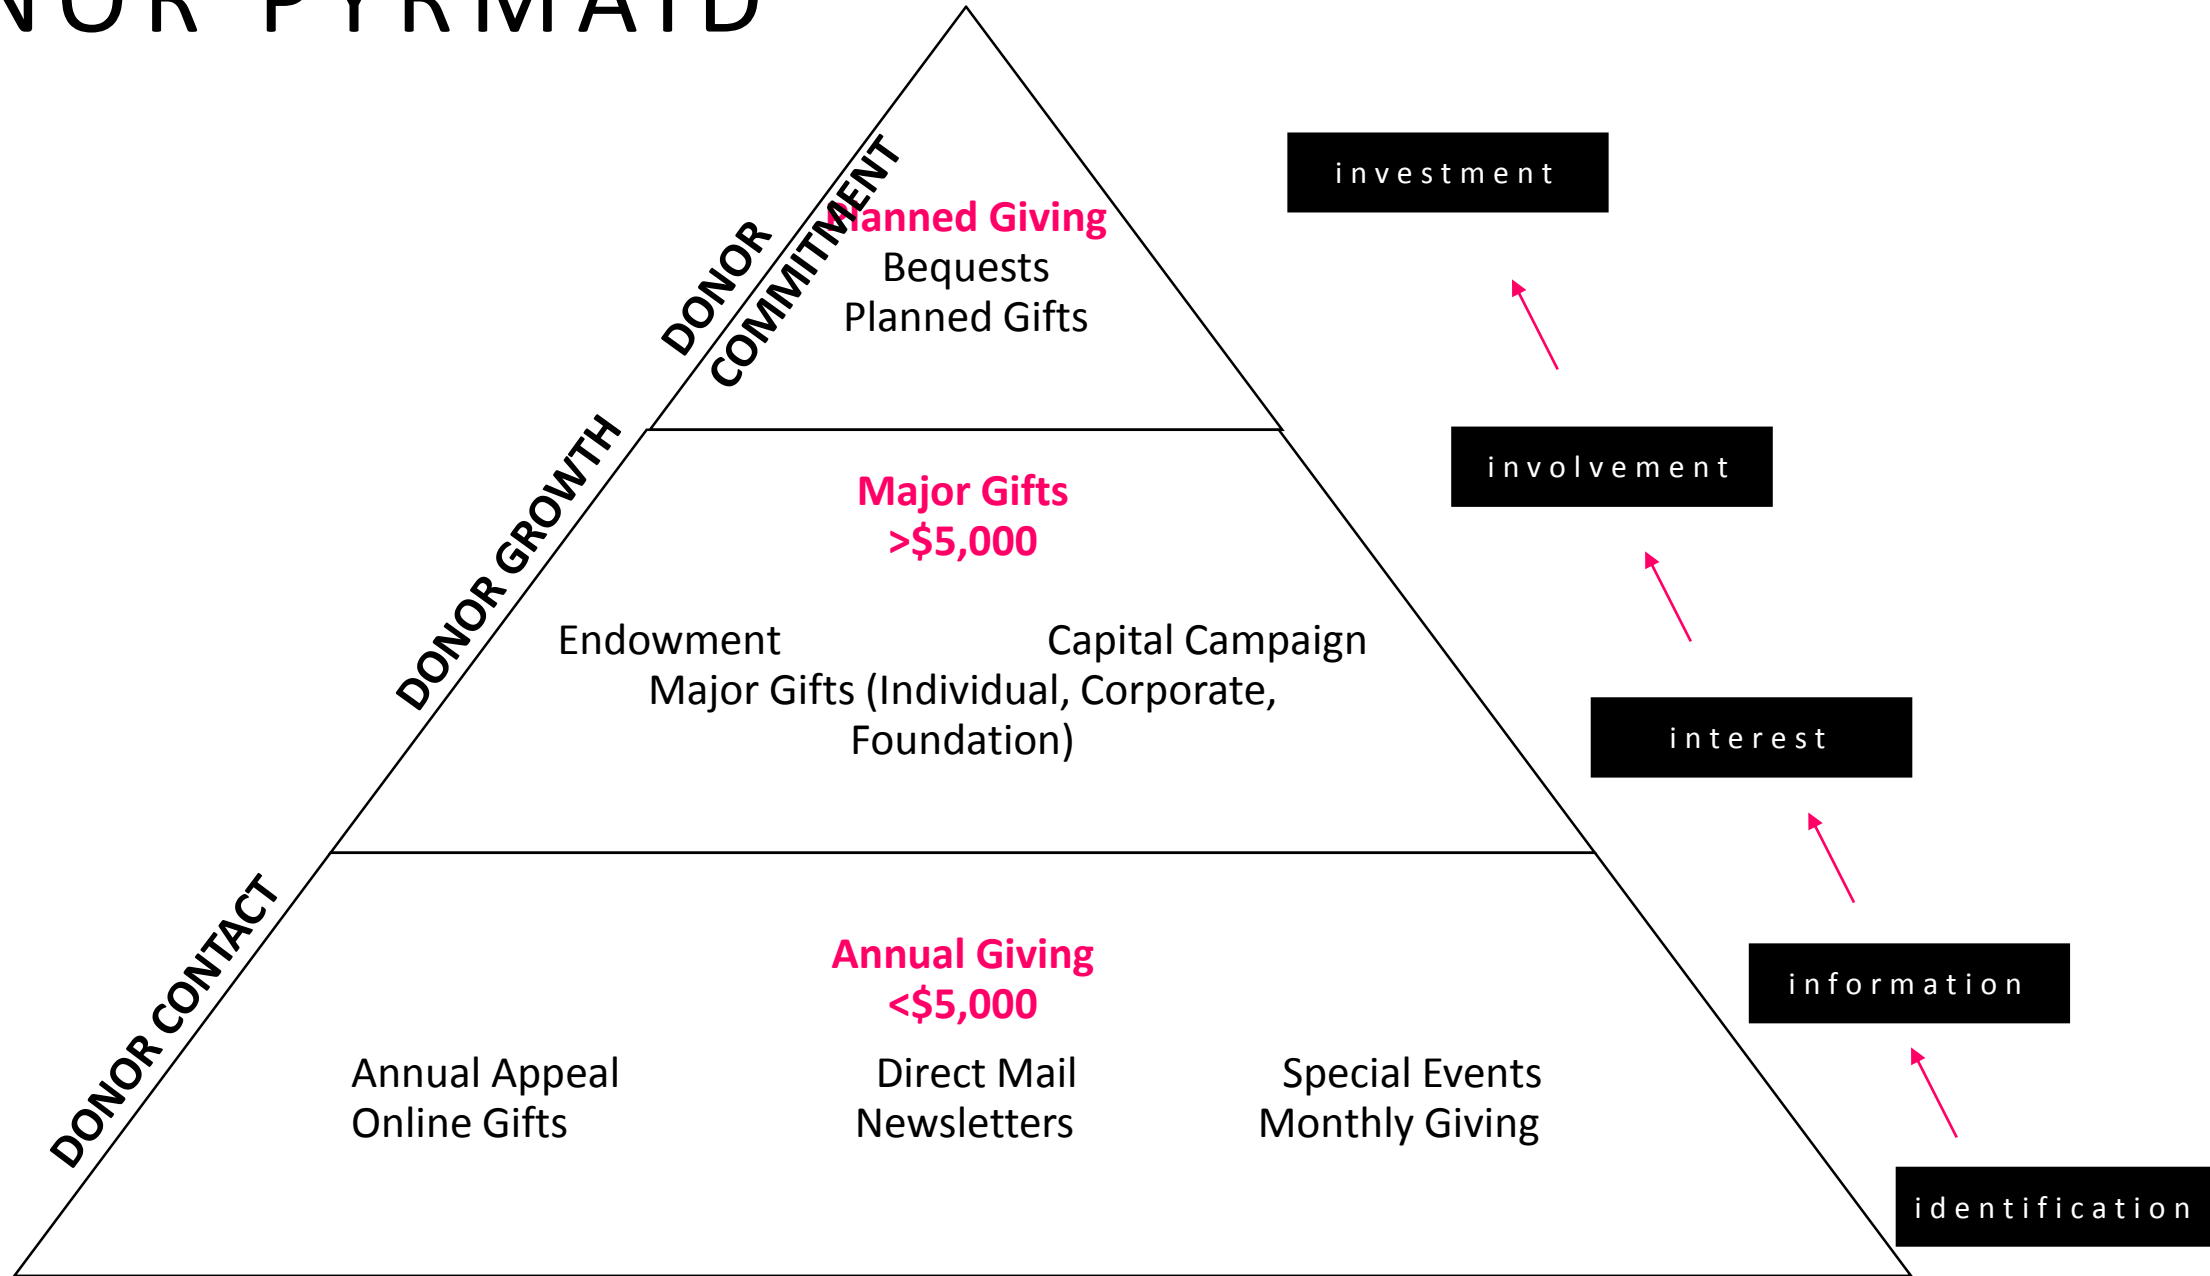 NOR PYRMAID
DONOR
COMMITMENT
Planned Giving
Bequests
Planned Gifts
DONOR GROWTH
Major Gifts
>$5,000
Endowment Capital Campaign
Major Gifts (Individual, Corporate,
Foundation)
DONOR CONTACT
Annual Giving
<$5,000
Annual Appeal Direct Mail Special Events
Online Gifts Newsletters Monthly Giving
investment
involvement
interest
information
identification